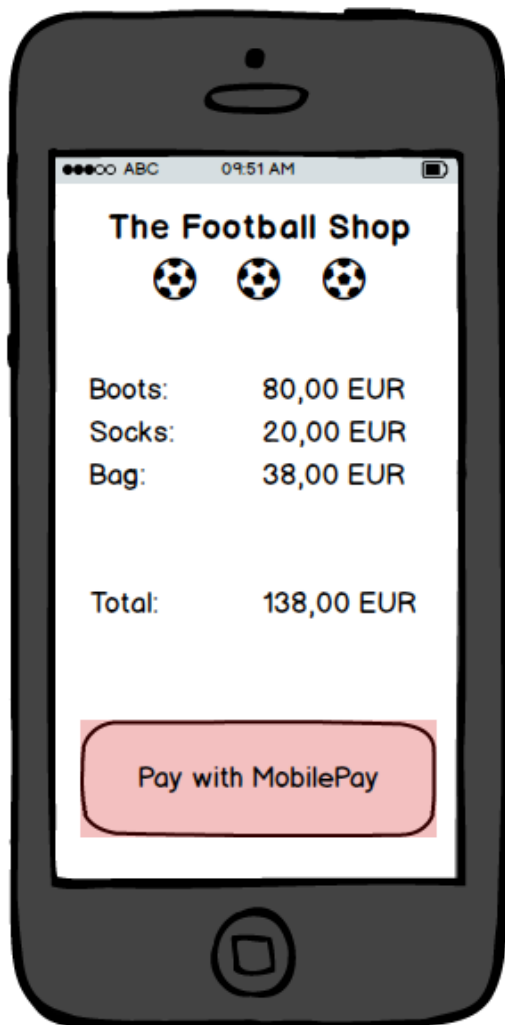 ABC 09:51 AM
The Football Shop
Boots: 80,00 EUR
Socks: 20,00 EUR
Bag: 38,00 EUR
Total: 138,00 EUR
Pay with MobilePay